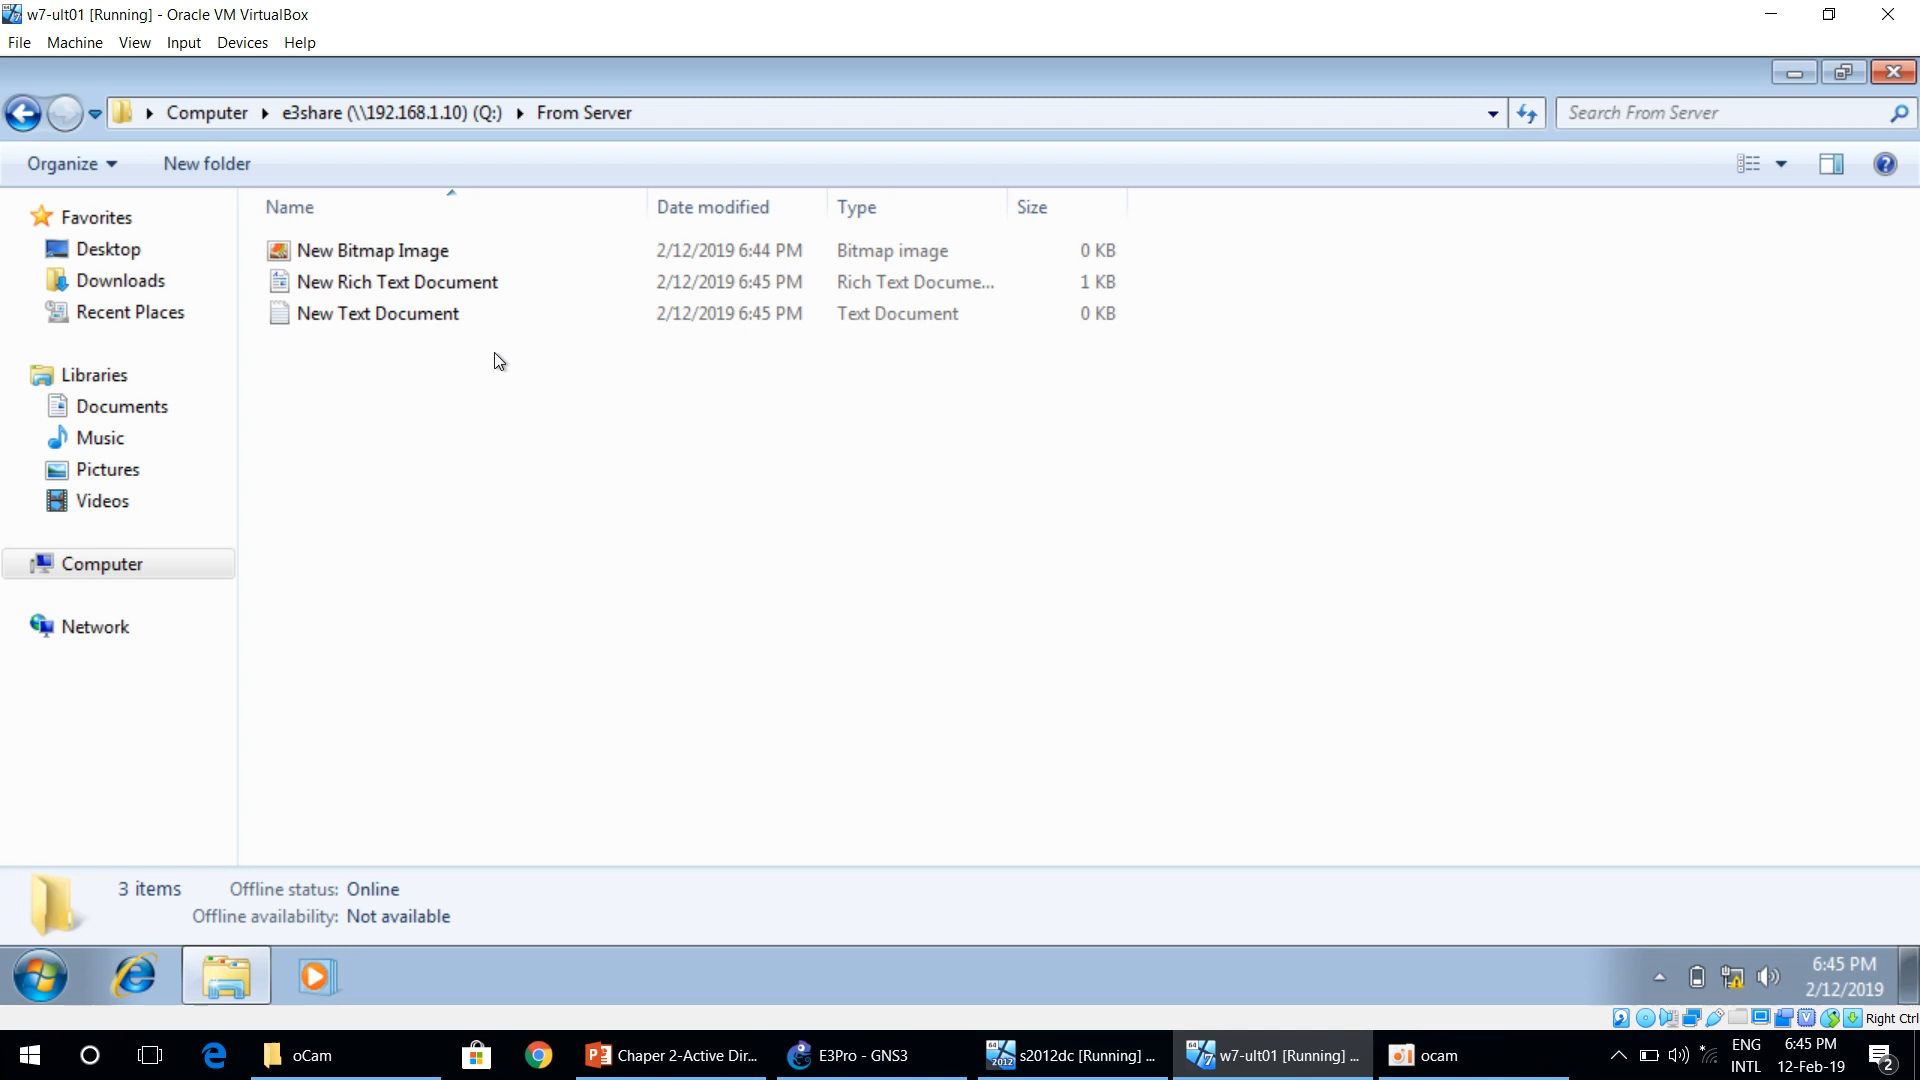 w7-ult01 [Running] - Oracle VM VirtualBox
File Machine View Input Devices Help
Computer e3share (\\192.168.1.10) (Q:) From Server
Search From Server
Organize New folder
Name Date modified Type Size
Favorites
Desktop
Downloads
Recent Places
Libraries
Documents
Music
Pictures
Videos
Computer
Network
New Bitmap Image 2/12/2019 6:44 PM Bitmap image 0 KB
New Rich Text Document 2/12/2019 6:45 PM Rich Text Docume... 1 KB
New Text Document 2/12/2019 6:45 PM Text Document 0 KB
3 items Offline status: Online
Offline availability: Not available
6:45 PM
2/12/2019
Right Ctrl
oCam
Chaper 2-Active Dir...
E3Pro - GNS3
s2012dc [Running] ...
w7-ult01 [Running] ...
ocam
ENG
INTL
6:45 PM
12-Feb-19
2